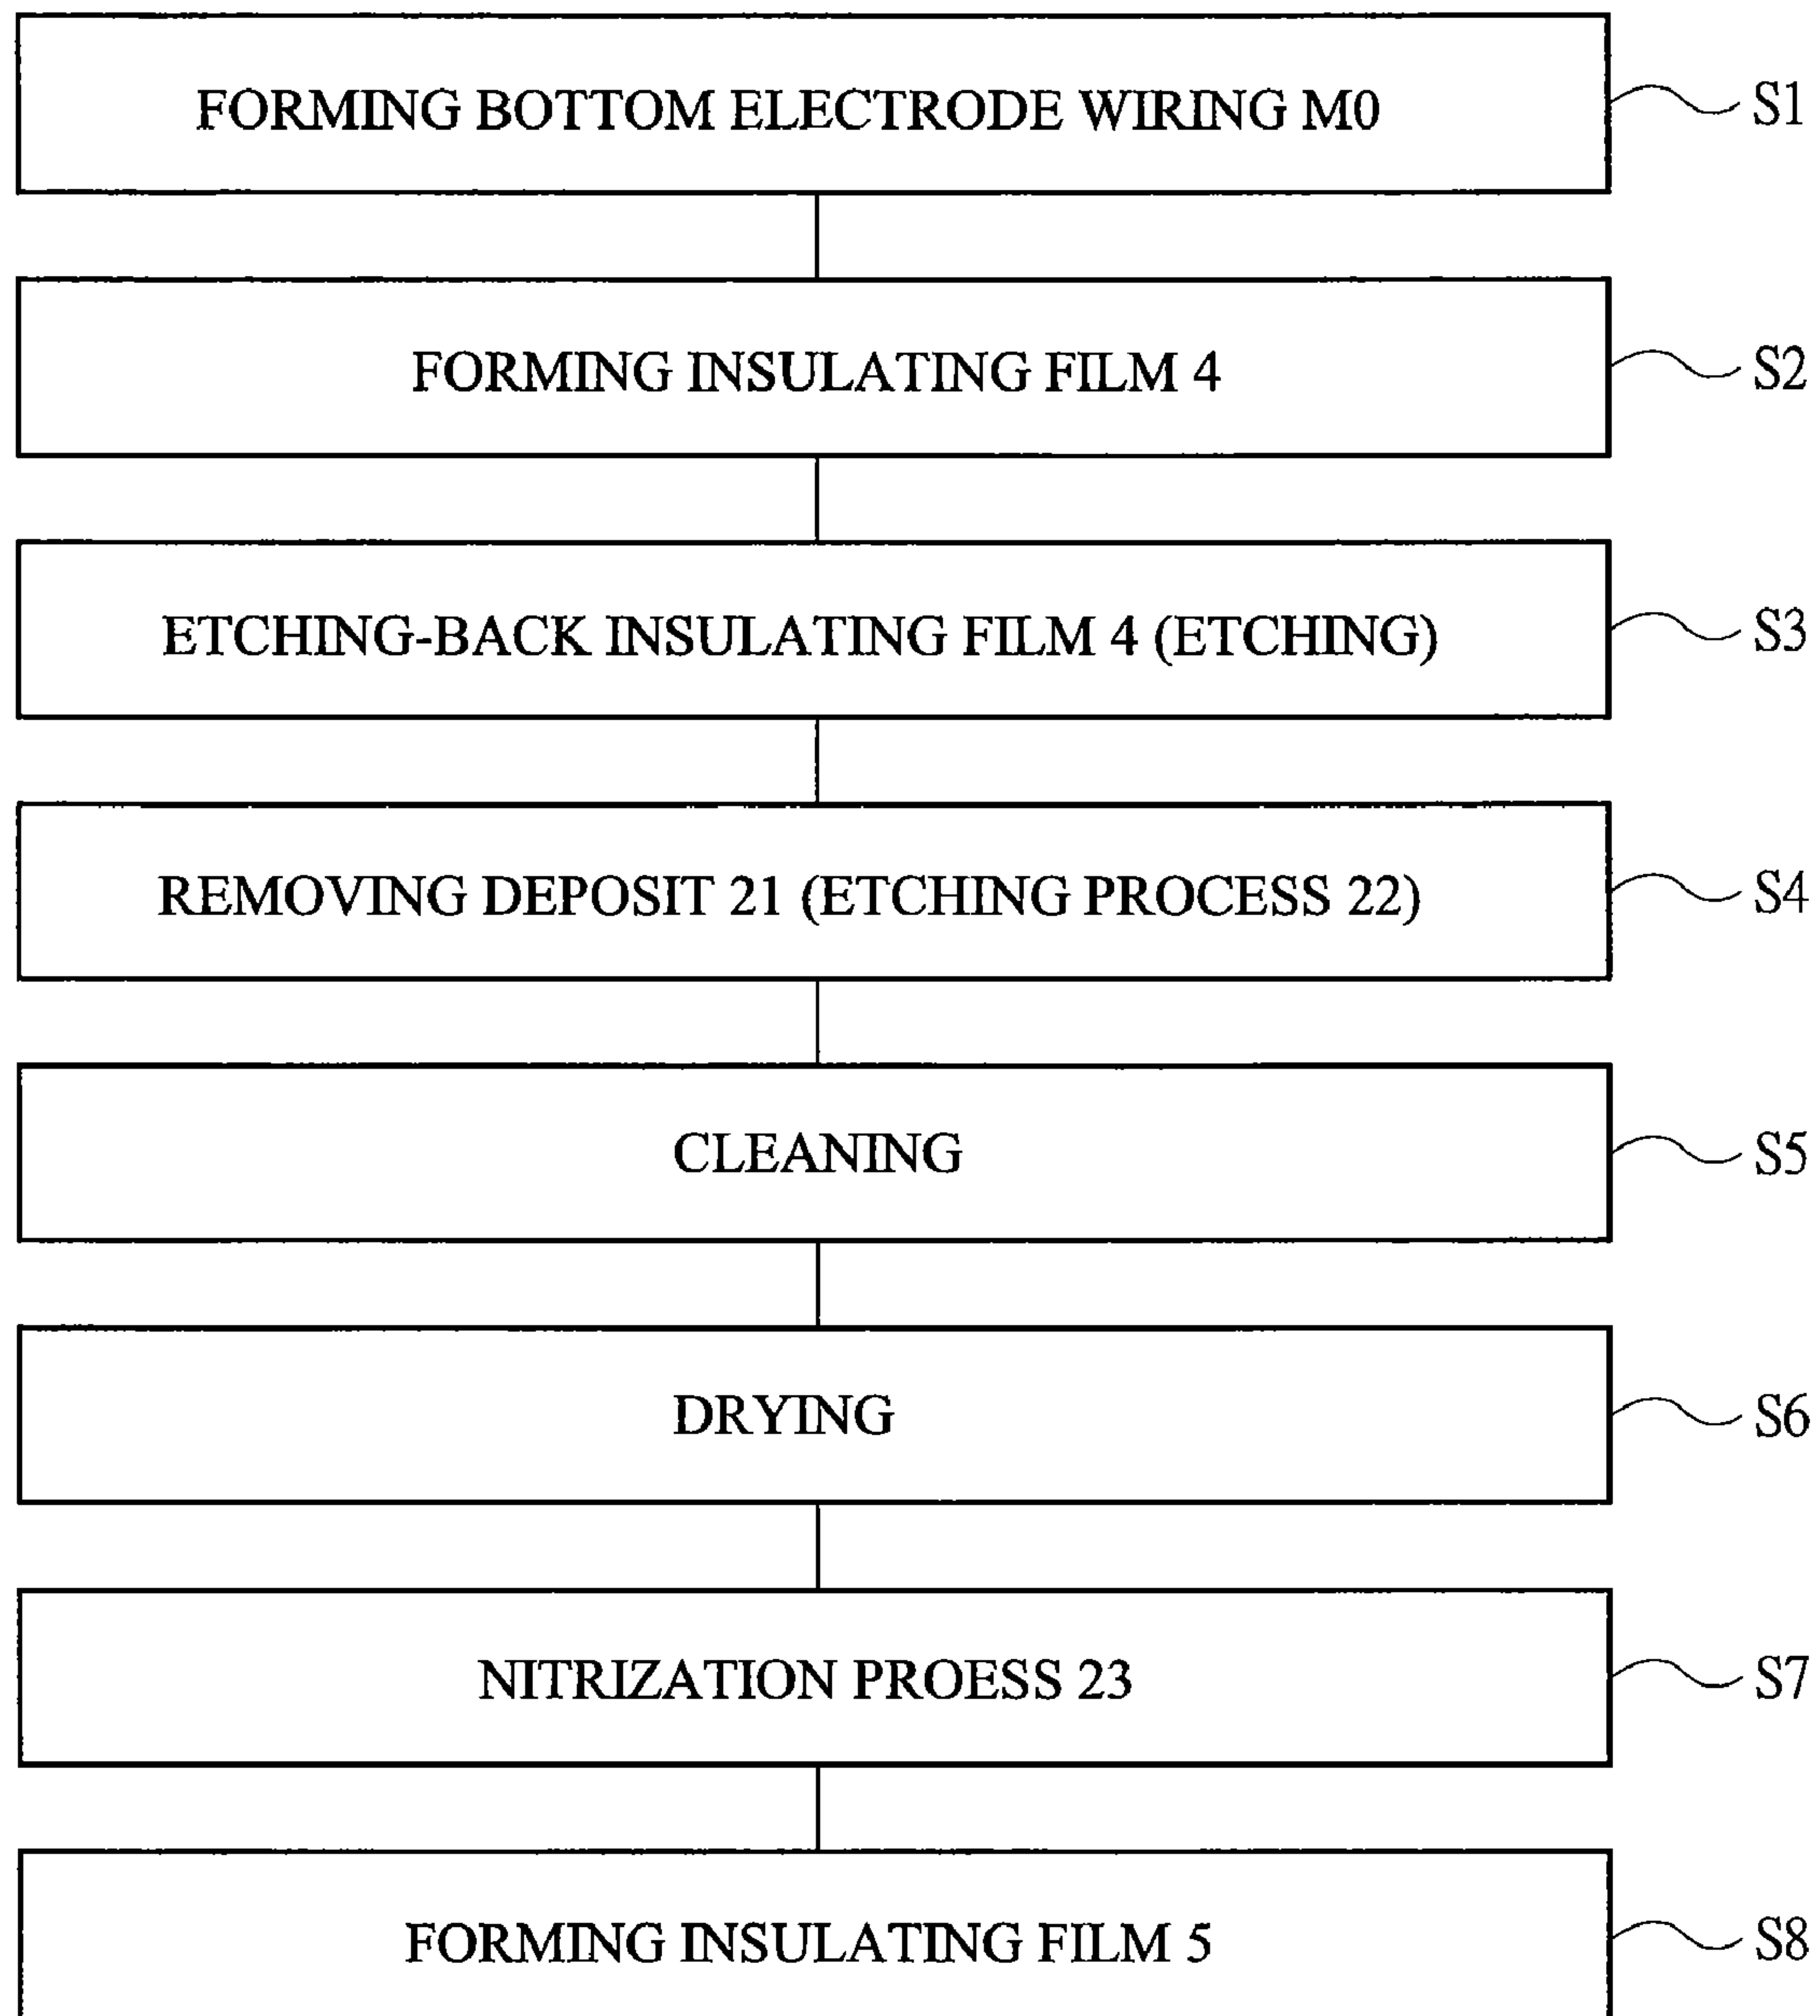 FORMING BOTTOM ELECTRODE WIRING M0 S1
FORMING INSULATING FILM 4 S2
ETCHING-BACK INSULATING FILM 4 (ETCHING) S3
REMOVING DEPOSIT 21 (ETCHING PROCESS 22) S4
CLEANING S5
DRYING S6
NITRIZATION PROESS 23 S7
FORMING INSULATING FILM 5 S8